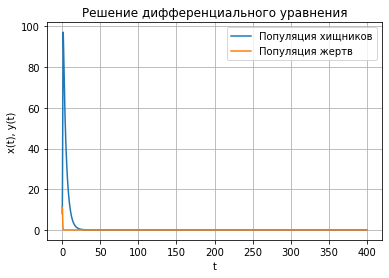 Решение дифференциального уравнения
Популяция хищников
Популяция жертв
100
80
60
40
20
0
x(t), y(t)
0 50 100 150 200 250 300 350 400
t